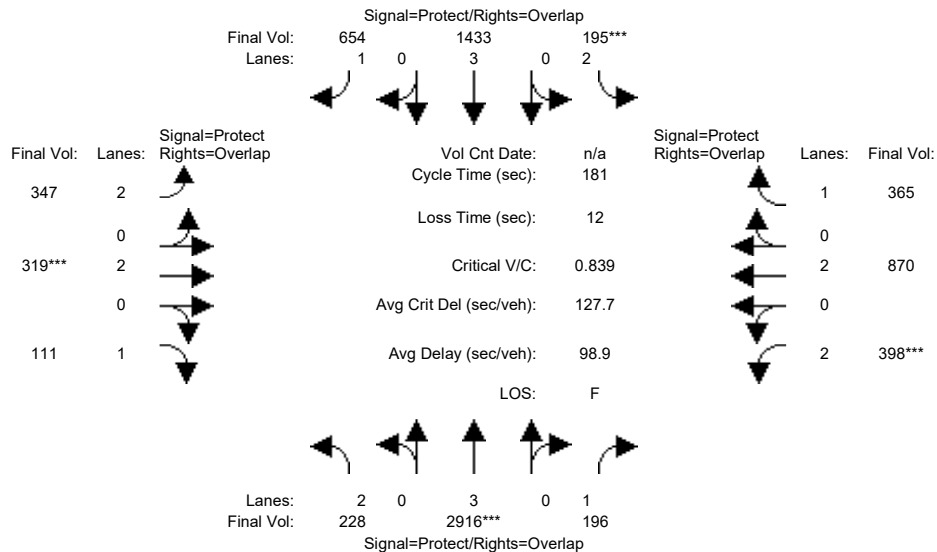 Signal=Protect/Rights=Overlap
Final Vol: 654 1433 195***
Lanes: 1 0 3 0 2
Signal=Protect Signal=Protect
Final Vol: Lanes: Rights=Overlap Vol Cnt Date: n/a Rights=Overlap Lanes: Final Vol:
Cycle Time (sec): 181
347 2 1 365
Loss Time (sec): 12
0 0
319*** 2 Critical V/C: 0.839 2 870
0 Avg Crit Del (sec/veh): 127.7 0
111 1 Avg Delay (sec/veh): 98.9 2 398***
LOS: F
Lanes: 2 0 3 0 1
Final Vol: 228 2916*** 196
Signal=Protect/Rights=Overlap